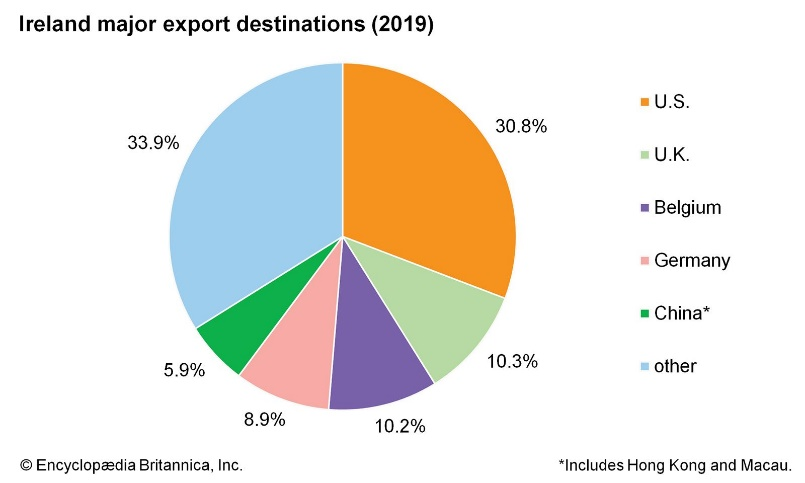 Ireland major export destinations (2019)
33.9%
30.8%
10.3%
10.2%
8.9%
5.9%
U.S.
U.K.
Belgium
Germany
China*
other
© Encyclopædia Britannica, Inc.
*Includes Hong Kong and Macau.